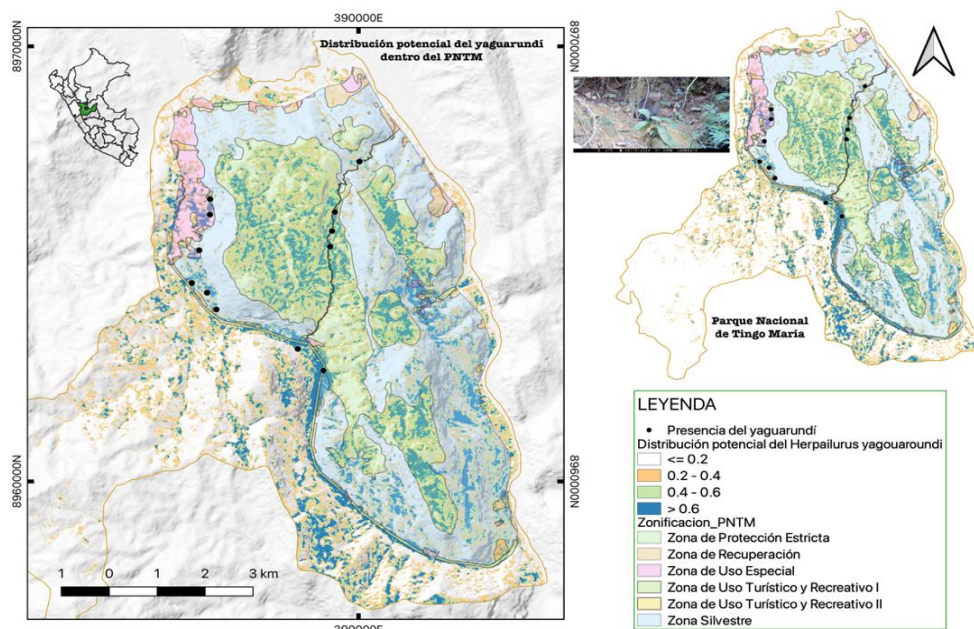 390000E
8970000N
8970000N
Distribución potencial del yaguarundí
dentro del PNTM
Parque Nacional
de Tingo María
8960000N
8960000N
1 0 1 2 3 km
390000E
LEYENDA
Presencia del yaguarundí
Distribución potencial del Herpailurus yagouaroundi
<= 0.2
0.2 - 0.4
0.4 - 0.6
> 0.6
Zonificacion_PNTM
Zona de Protección Estricta
Zona de Recuperación
Zona de Uso Especial
Zona de Uso Turístico y Recreativo I
Zona de Uso Turístico y Recreativo II
Zona Silvestre